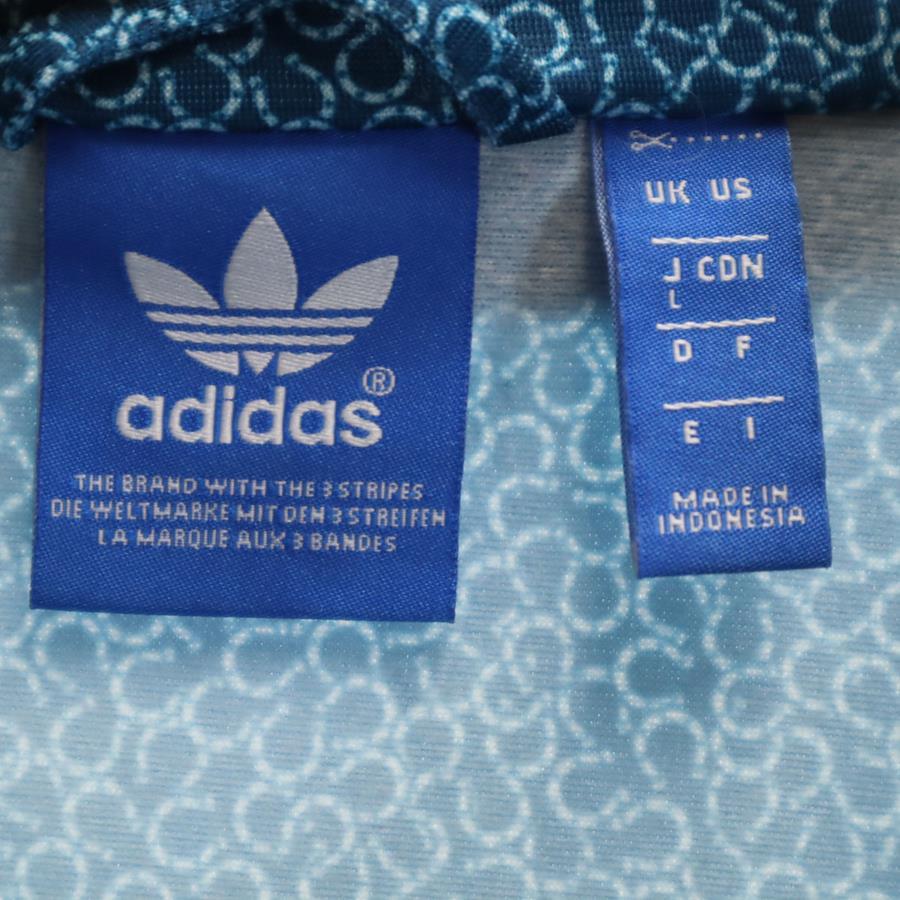 adidas®
THE BRAND WITH THE 3 STRIPES
DIE WELTMARKE MIT DEN 3 STREIFEN
LA MARQUE AUX 3 BANDES
UK US
J CDN
L
D F
E I
MADE IN
INDONESIA